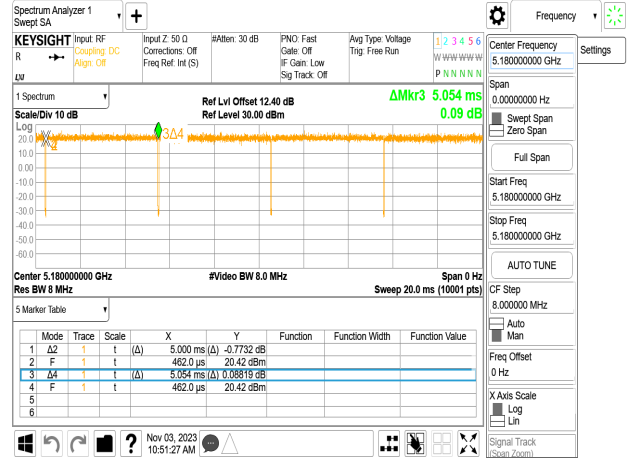 Spectrum Analyzer 1
Swept SA
Frequency
KEYSIGHT
R
Input: RF
Coupling: DC
Align: Off
Input Z: 50 Ω
Corrections: Off
Freq Ref: Int (S)
#Atten: 30 dB
PNO: Fast
Gate: Off
IF Gain: Low
Sig Track: Off
Avg Type: Voltage
Trig: Free Run
1 2 3 4 5 6
W W W W W W
P N N N N N
1 Spectrum
Scale/Div 10 dB
Ref Lvl Offset 12.40 dB
Ref Level 30.00 dBm
ΔMkr3 5.054 ms
0.09 dB
Log
3Δ4
20.0
10.0
0.00
-10.0
-20.0
-30.0
-40.0
-50.0
-60.0
Center 5.180000000 GHz
Res BW 8 MHz
#Video BW 8.0 MHz
Span 0 Hz
Sweep 20.0 ms (10001 pts)
5 Marker Table
Mode Trace Scale X Y Function Function Width Function Value
1 Δ2 1 t (Δ) 5.000 ms (Δ) -0.7732 dB
2 F 1 t 462.0 µs 20.42 dBm
3 Δ4 1 t (Δ) 5.054 ms (Δ) 0.08819 dB
4 F 1 t 462.0 µs 20.42 dBm
5
6
Nov 03, 2023
10:51:27 AM
Center Frequency
5.180000000 GHz
Span
0.00000000 Hz
Swept Span
Zero Span
Full Span
Start Freq
5.180000000 GHz
Stop Freq
5.180000000 GHz
AUTO TUNE
CF Step
8.000000 MHz
Auto
Man
Freq Offset
0 Hz
X Axis Scale
Log
Lin
Signal Track
(Span Zoom)
Settings